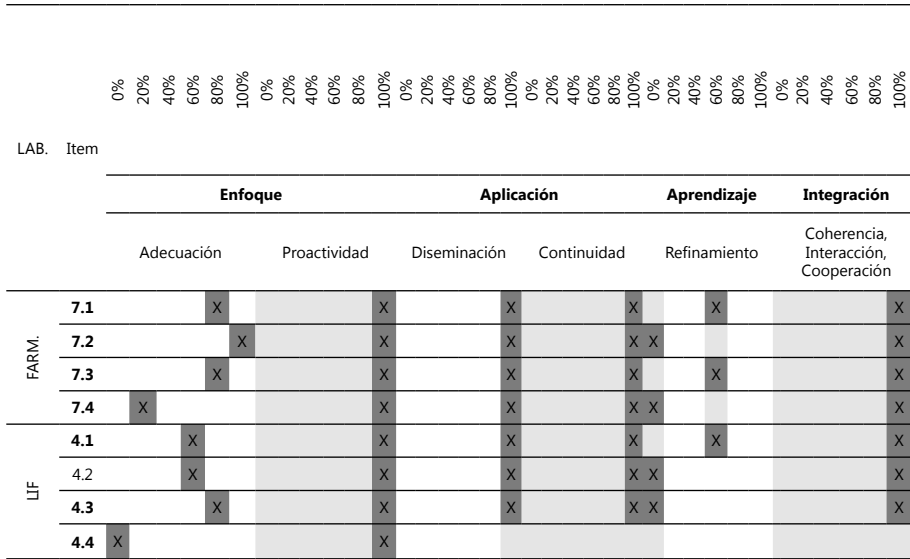 0% 20% 40% 60% 80% 100% 0% 20% 40% 60% 80% 100% 0% 20% 40% 60% 80% 100% 0% 20% 40% 60% 80% 100% 0% 20% 40% 60% 80% 100% 0% 20% 40% 60% 80% 100%
LAB. Item
Enfoque Aplicación Aprendizaje Integración
Adecuación Proactividad Diseminación Continuidad Refinamiento Coherencia,
Interacción,
Cooperación
FARM.
7.1 X X X X X X
7.2 X X X X X X
7.3 X X X X X X
7.4 X X X X X X
LIF
4.1 X X X X X X
4.2 X X X X X X
4.3 X X X X X X
4.4 X X